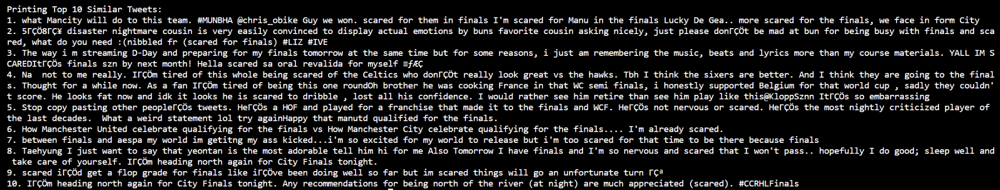 Printing Top 10 Similar Tweets:
1. what Mancity will do to this team. #MUNBHA @chris_obike Guy we won. scared for them in finals I'm scared for Manu in the finals Lucky De Gea.. more scared for the finals, we face in form City
2. 5ΓÇÖ8ΓÇ¥ disaster nightmare cousin is very easily convinced to display actual emotions by buns favorite cousin asking nicely, just please donΓÇÖt be mad at bun for being busy with finals and sca
red, what do you need :(nibbled fr (scared for finals) #LIZ #IVE
3. The way i m streaming D-Day and preparing for my finals tomorrow at the same time but for some reasons, i just am remembering the music, beats and lyrics more than my course materials. YALL IM S
CAREDItΓÇÖs finals szn by next month! Hella scared sa oral revalida for myself ≡ƒÆÇ
4. Na  not to me really. IΓÇÖm tired of this whole being scared of the Celtics who donΓÇÖt really look great vs the hawks. Tbh I think the sixers are better. And I think they are going to the final
s. Thought for a while now. As a fan IΓÇÖm tired of being this one roundOh brother he was cooking France in that WC semi finals, i honestly supported Belgium for that world cup , sadly they couldn'
t score. He looks fat now and idk it looks he is scared to dribble , lost all his confidence. I would rather see him retire than see him play like this@KloppSznn ItΓÇÖs so embarrassing
5. Stop copy pasting other peopleΓÇÖs tweets. HeΓÇÖs a HOF and played for a franchise that made it to the finals and WCF. HeΓÇÖs not nervous or scared. HeΓÇÖs the most nightly criticized player of
the last decades.  What a weird statement lol try againHappy that manutd qualified for the finals.
6. How Manchester United celebrate qualifying for the finals vs How Manchester City celebrate qualifying for the finals.... I'm already scared.
7. between finals and aespa my world im getitng my ass kicked...i'm so excited for my world to release but i'm too scared for that time to be there because finals
8. Taehyung I just want to say that yeontan is the most adorable tell him hi for me Also Tomorrow I have finals and I'm so nervous and scared that I won't pass.. hopefully I do good; sleep well and
take care of yourself. IΓÇÖm heading north again for City Finals tonight.
9. scared iΓÇÖd get a flop grade for finals like iΓÇÖve been doing well so far but im scared things will go an unfortunate turn ΓÇª
10. IΓÇÖm heading north again for City Finals tonight. Any recommendations for being north of the river (at night) are much appreciated (scared). #CCRHLFinals